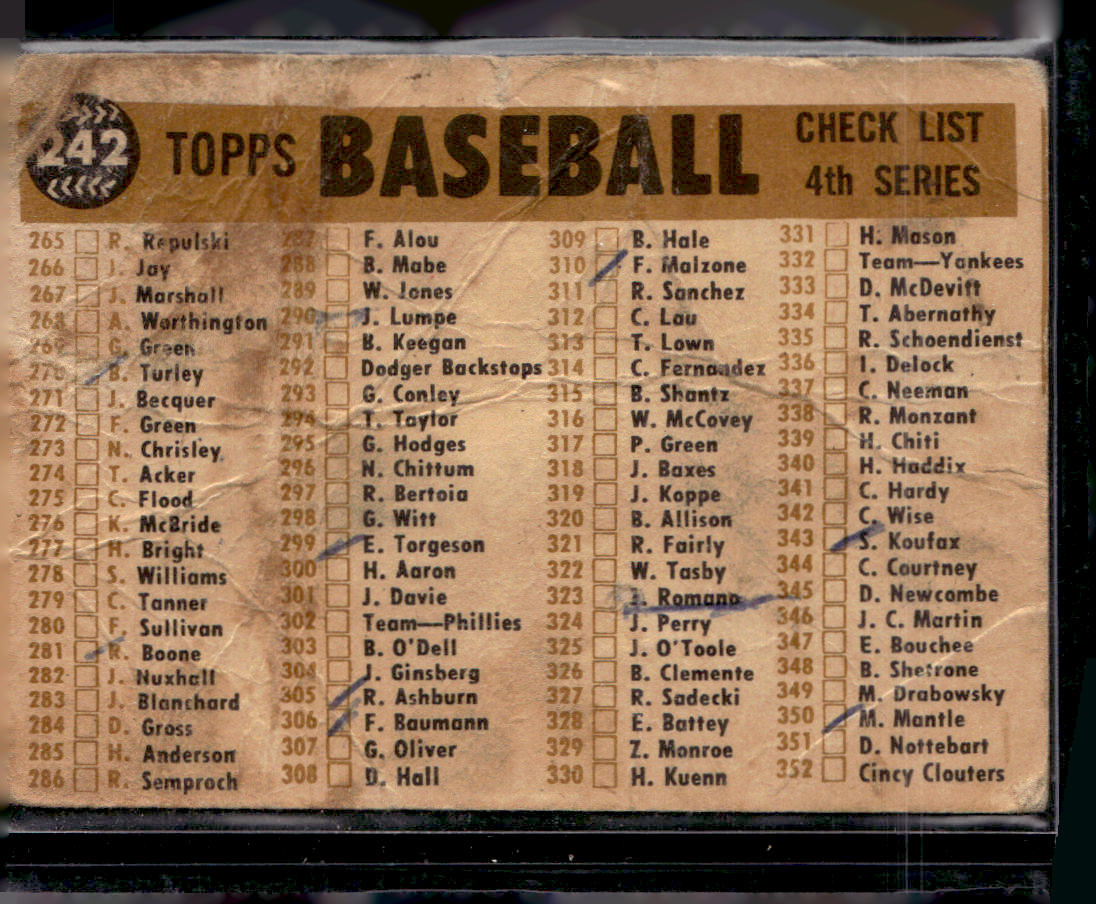 242 TOPPS BASEBALL CHECK LIST
4th SERIES
265 R. Repulski
266 J. Jay
267 J. Marshall
268 A. Worthington
269 G. Green
270 B. Turley
271 J. Becquer
272 F. Green
273 N. Chrisley
274 T. Acker
275 C. Flood
276 K. McBride
277 H. Bright
278 S. Williams
279 C. Tanner
280 F. Sullivan
281 R. Boone
282 J. Nuxhall
283 J. Blanchard
284 D. Gross
285 H. Anderson
286 R. Semproch
287 F. Alou
288 B. Mabe
289 W. Jones
290 J. Lumpe
291 B. Keegan
292 Dodger Backstops
293 G. Conley
294 T. Taylor
295 G. Hodges
296 N. Chittum
297 R. Bertoia
298 G. Witt
299 E. Torgeson
300 H. Aaron
301 J. Davie
302 Team—Phillies
303 B. O'Dell
304 J. Ginsberg
305 R. Ashburn
306 F. Baumann
307 G. Oliver
308 D. Hall
309 B. Hale
310 F. Malzone
311 R. Sanchez
312 C. Lau
313 T. Lown
314 C. Fernandez
315 B. Shantz
316 W. McCovey
317 P. Green
318 J. Baxes
319 J. Koppe
320 B. Allison
321 R. Fairly
322 W. Tasby
323 J. Romano
324 J. Perry
325 J. O'Toole
326 B. Clemente
327 R. Sadecki
328 E. Battey
329 Z. Monroe
330 H. Kuenn
331 H. Mason
332 Team—Yankees
333 D. McDevitt
334 T. Abernathy
335 R. Schoendienst
336 I. Delock
337 C. Neeman
338 R. Monzant
339 H. Chiti
340 H. Haddix
341 C. Hardy
342 C. Wise
343 S. Koufax
344 C. Courtney
345 D. Newcombe
346 J. C. Martin
347 E. Bouchee
348 B. Shetrone
349 M. Drabowsky
350 M. Mantle
351 D. Nottebart
352 Cincy Clouters